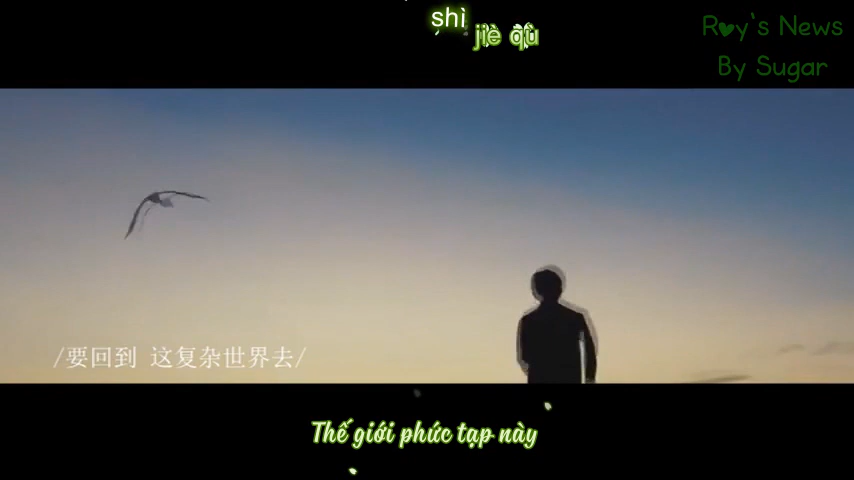 shì jiè qù
Roy's News
By Sugar
/要回到 这复杂世界去/
Thế giới phức tạp này